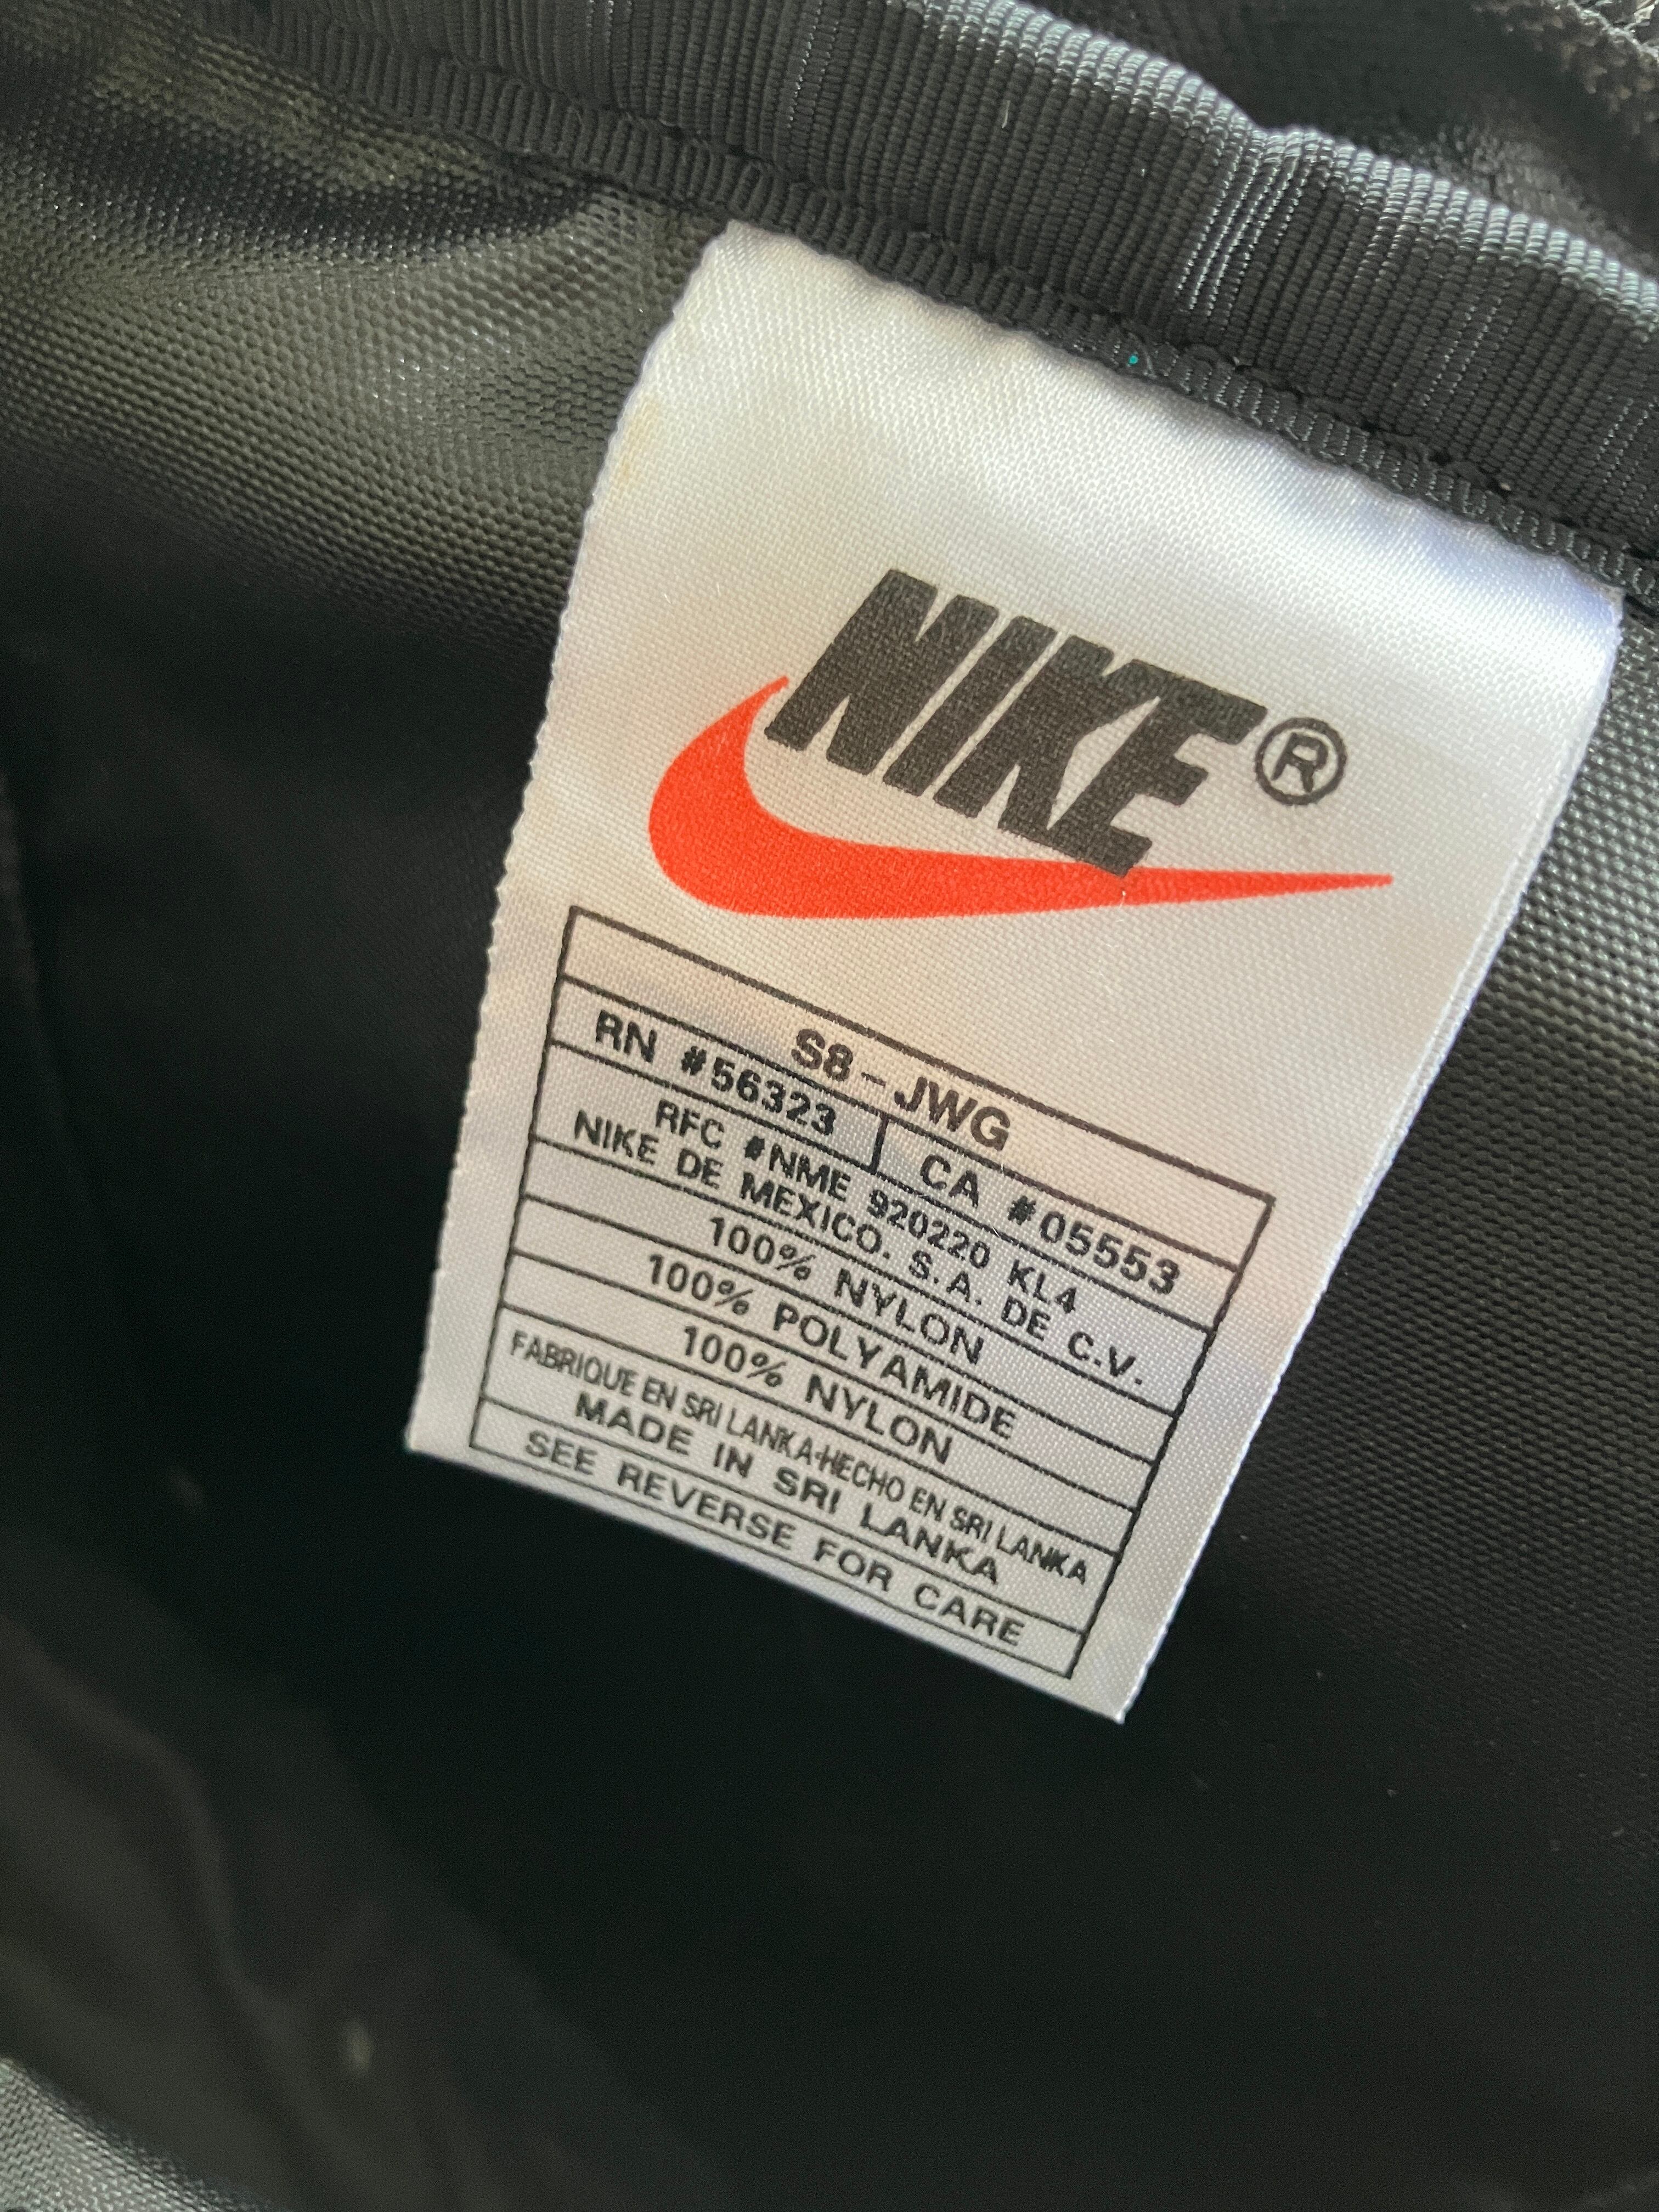 NIKE®
S8-JWG
RN #56323 CA #05553
RFC #NME 920220 KL4
NIKE DE MEXICO. S.A. DE C.V.
100% NYLON
100% POLYAMIDE
100% NYLON
FABRIQUE EN SRI LANKA·HECHO EN SRI LANKA
MADE IN SRI LANKA
SEE REVERSE FOR CARE